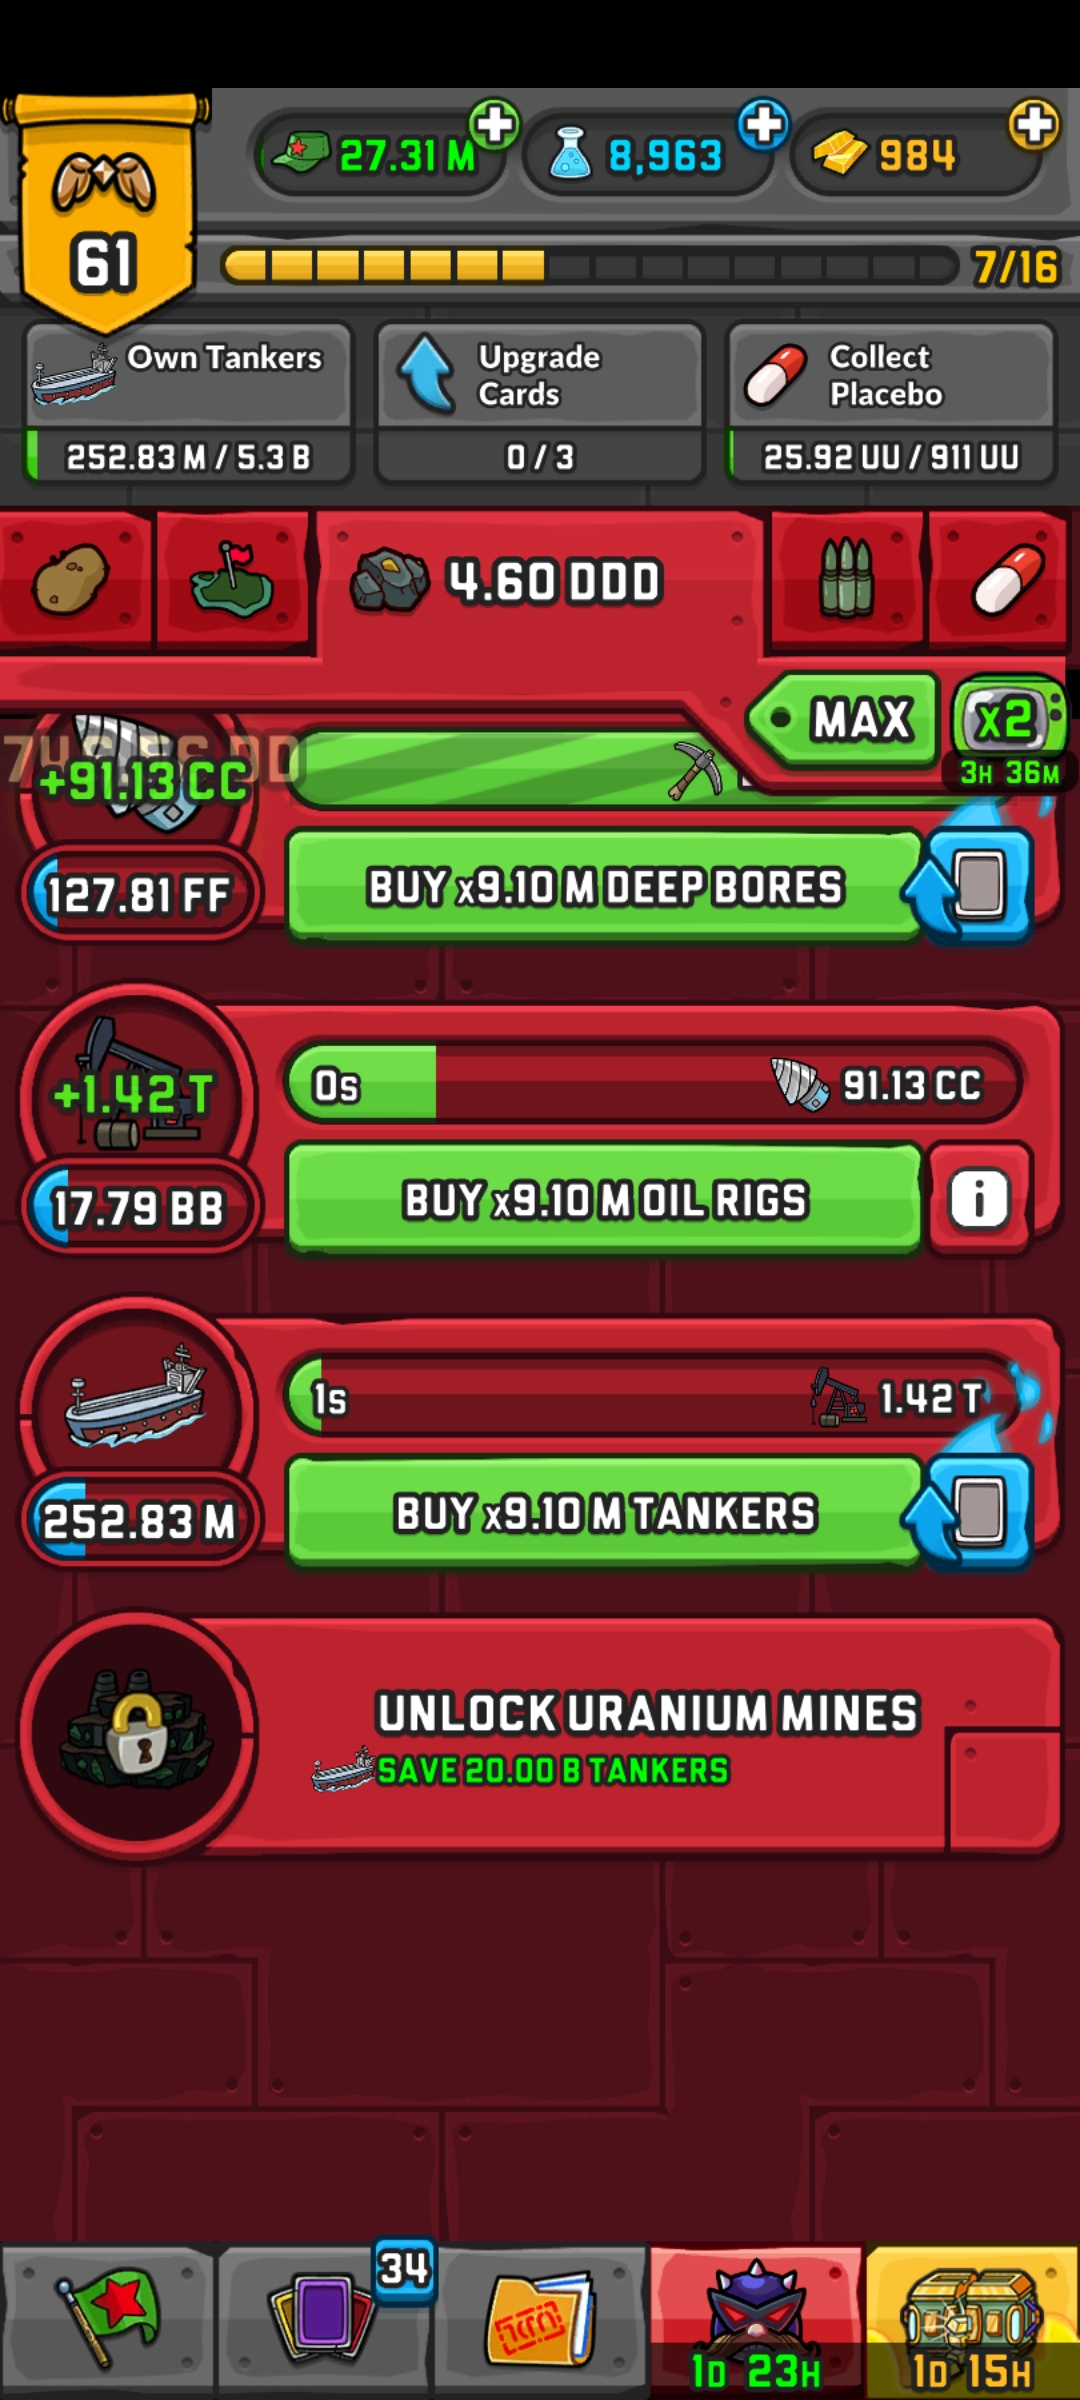 27.31 M
8,963
984
61
7/16
Own Tankers
252.83 M / 5.3 B
Upgrade
Cards
0 / 3
Collect
Placebo
25.92 UU / 911 UU
4.60 DDD
MAX
x2
3H 36M
+91.13 CC
127.81 FF
BUY x9.10 M DEEP BORES
+1.42 T
0s
91.13 CC
17.79 BB
BUY x9.10 M OIL RIGS
i
1s
1.42 T
252.83 M
BUY x9.10 M TANKERS
UNLOCK URANIUM MINES
SAVE 20.00 B TANKERS
34
1D 23H
1D 15H